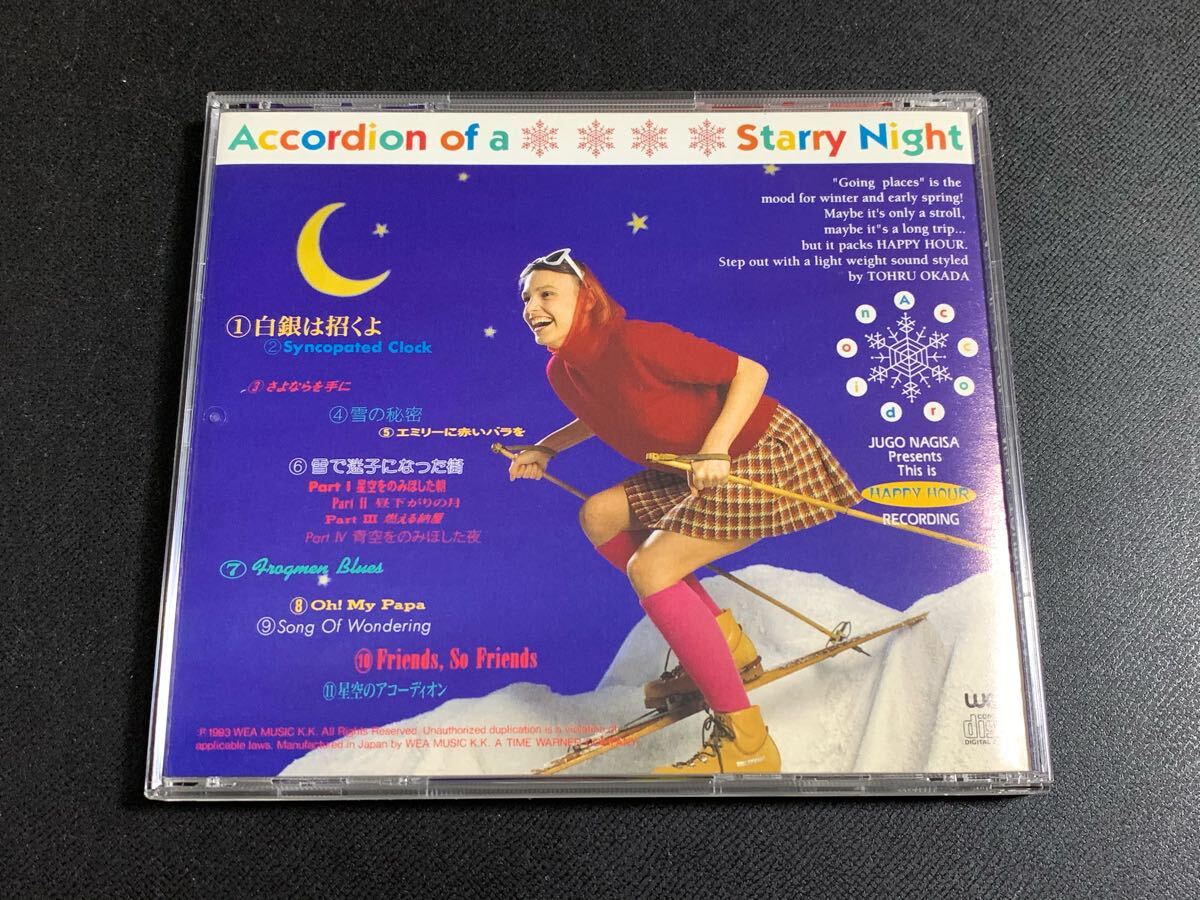 Accordion of a Starry Night
"Going places" is the
mood for winter and early spring!
Maybe it's only a stroll,
maybe it"s a long trip...
but it packs HAPPY HOUR.
Step out with a light weight sound styled
by TOHRU OKADA
①白銀は招くよ
②Syncopated Clock
③さよならを手に
④雪の秘密
⑤エミリーに赤いバラを
⑥雪で迷子になった街
Part I 星空をのみほした朝
Part II 昼下がりの月
Part III 燃える納屋
Part IV 青空をのみほした夜
⑦Frogmen Blues
⑧Oh! My Papa
⑨Song Of Wondering
⑩Friends, So Friends
⑪星空のアコーディオン
Accordion
JUGO NAGISA
Presents
This is
HAPPY HOUR
RECORDING
℗1993 WEA MUSIC K.K. All Rights Reserved. Unauthorized duplication is a violation of
applicable laws. Manufactured in Japan by WEA MUSIC K.K. A TIME WARNER COMPANY.